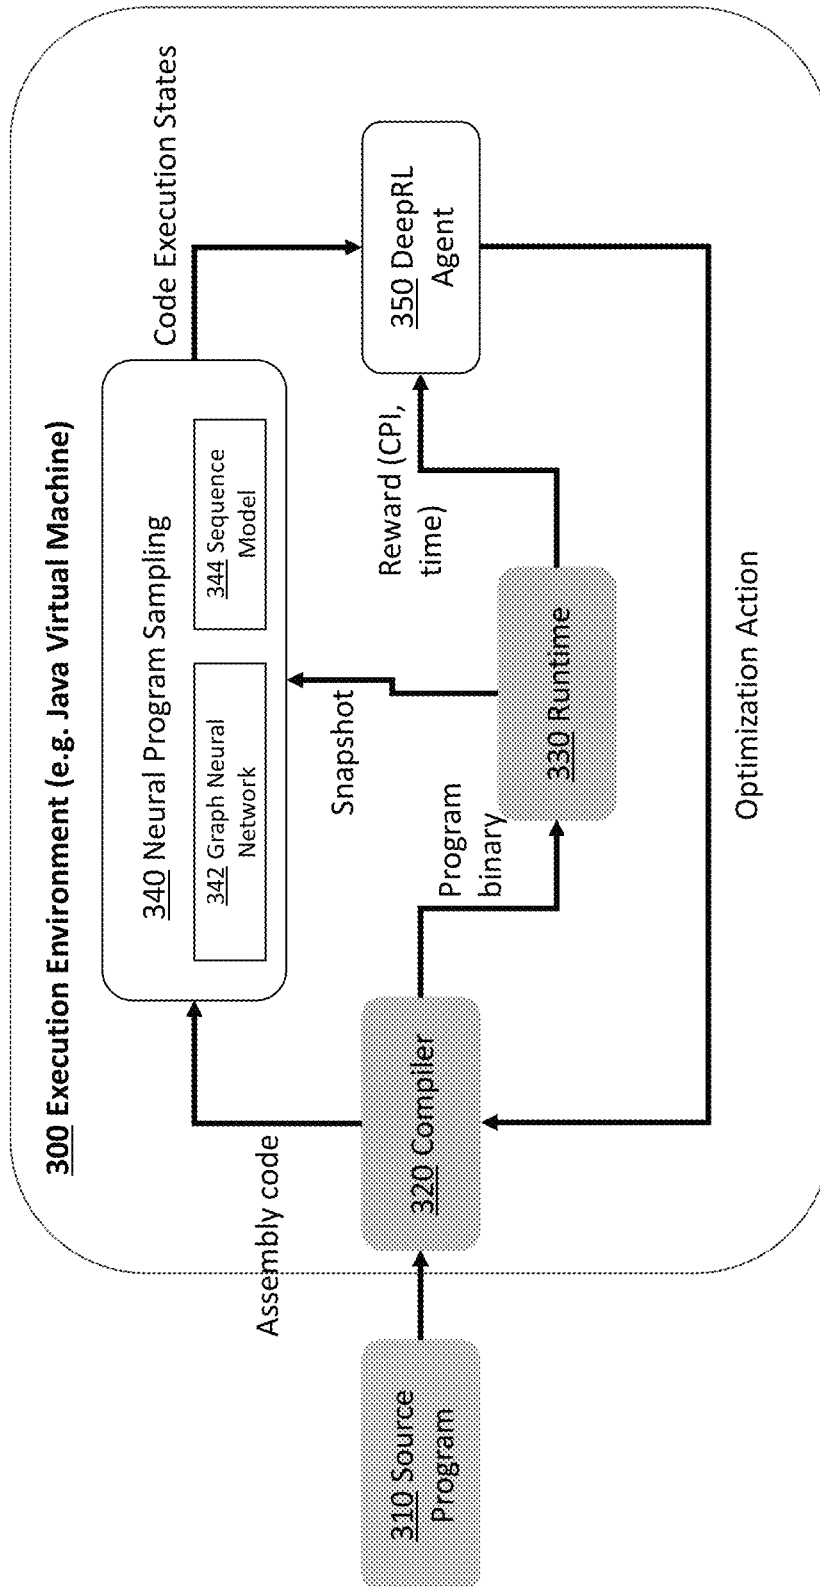 300 Execution Environment (e.g. Java Virtual Machine)
340 Neural Program Sampling
342 Graph Neural
Network
344 Sequence
Model
Code Execution States
Assembly code
Snapshot
Reward (CPI,
time)
350 DeepRL
Agent
Program
binary
310 Source
Program
320 Compiler
330 Runtime
Optimization Action